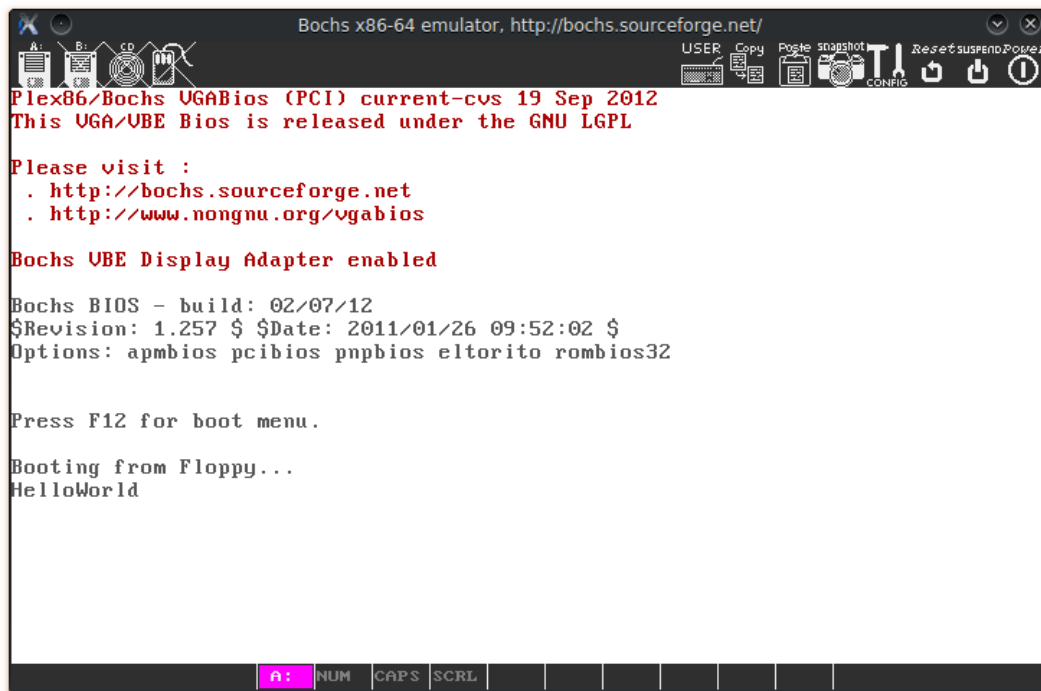 Bochs x86-64 emulator, http://bochs.sourceforge.net/
A: B: CD USER Copy Paste snapshot CONFIG Reset SUSPEND Power
Plex86/Bochs VGABios (PCI) current-cvs 19 Sep 2012
This VGA/VBE Bios is released under the GNU LGPL
Please visit :
. http://bochs.sourceforge.net
. http://www.nongnu.org/vgabios
Bochs VBE Display Adapter enabled
Bochs BIOS - build: 02/07/12
$Revision: 1.257 $ $Date: 2011/01/26 09:52:02 $
Options: apmbios pcibios pnpbios eltorito rombios32
Press F12 for boot menu.
Booting from Floppy...
HelloWorld
A: NUM CAPS SCRL